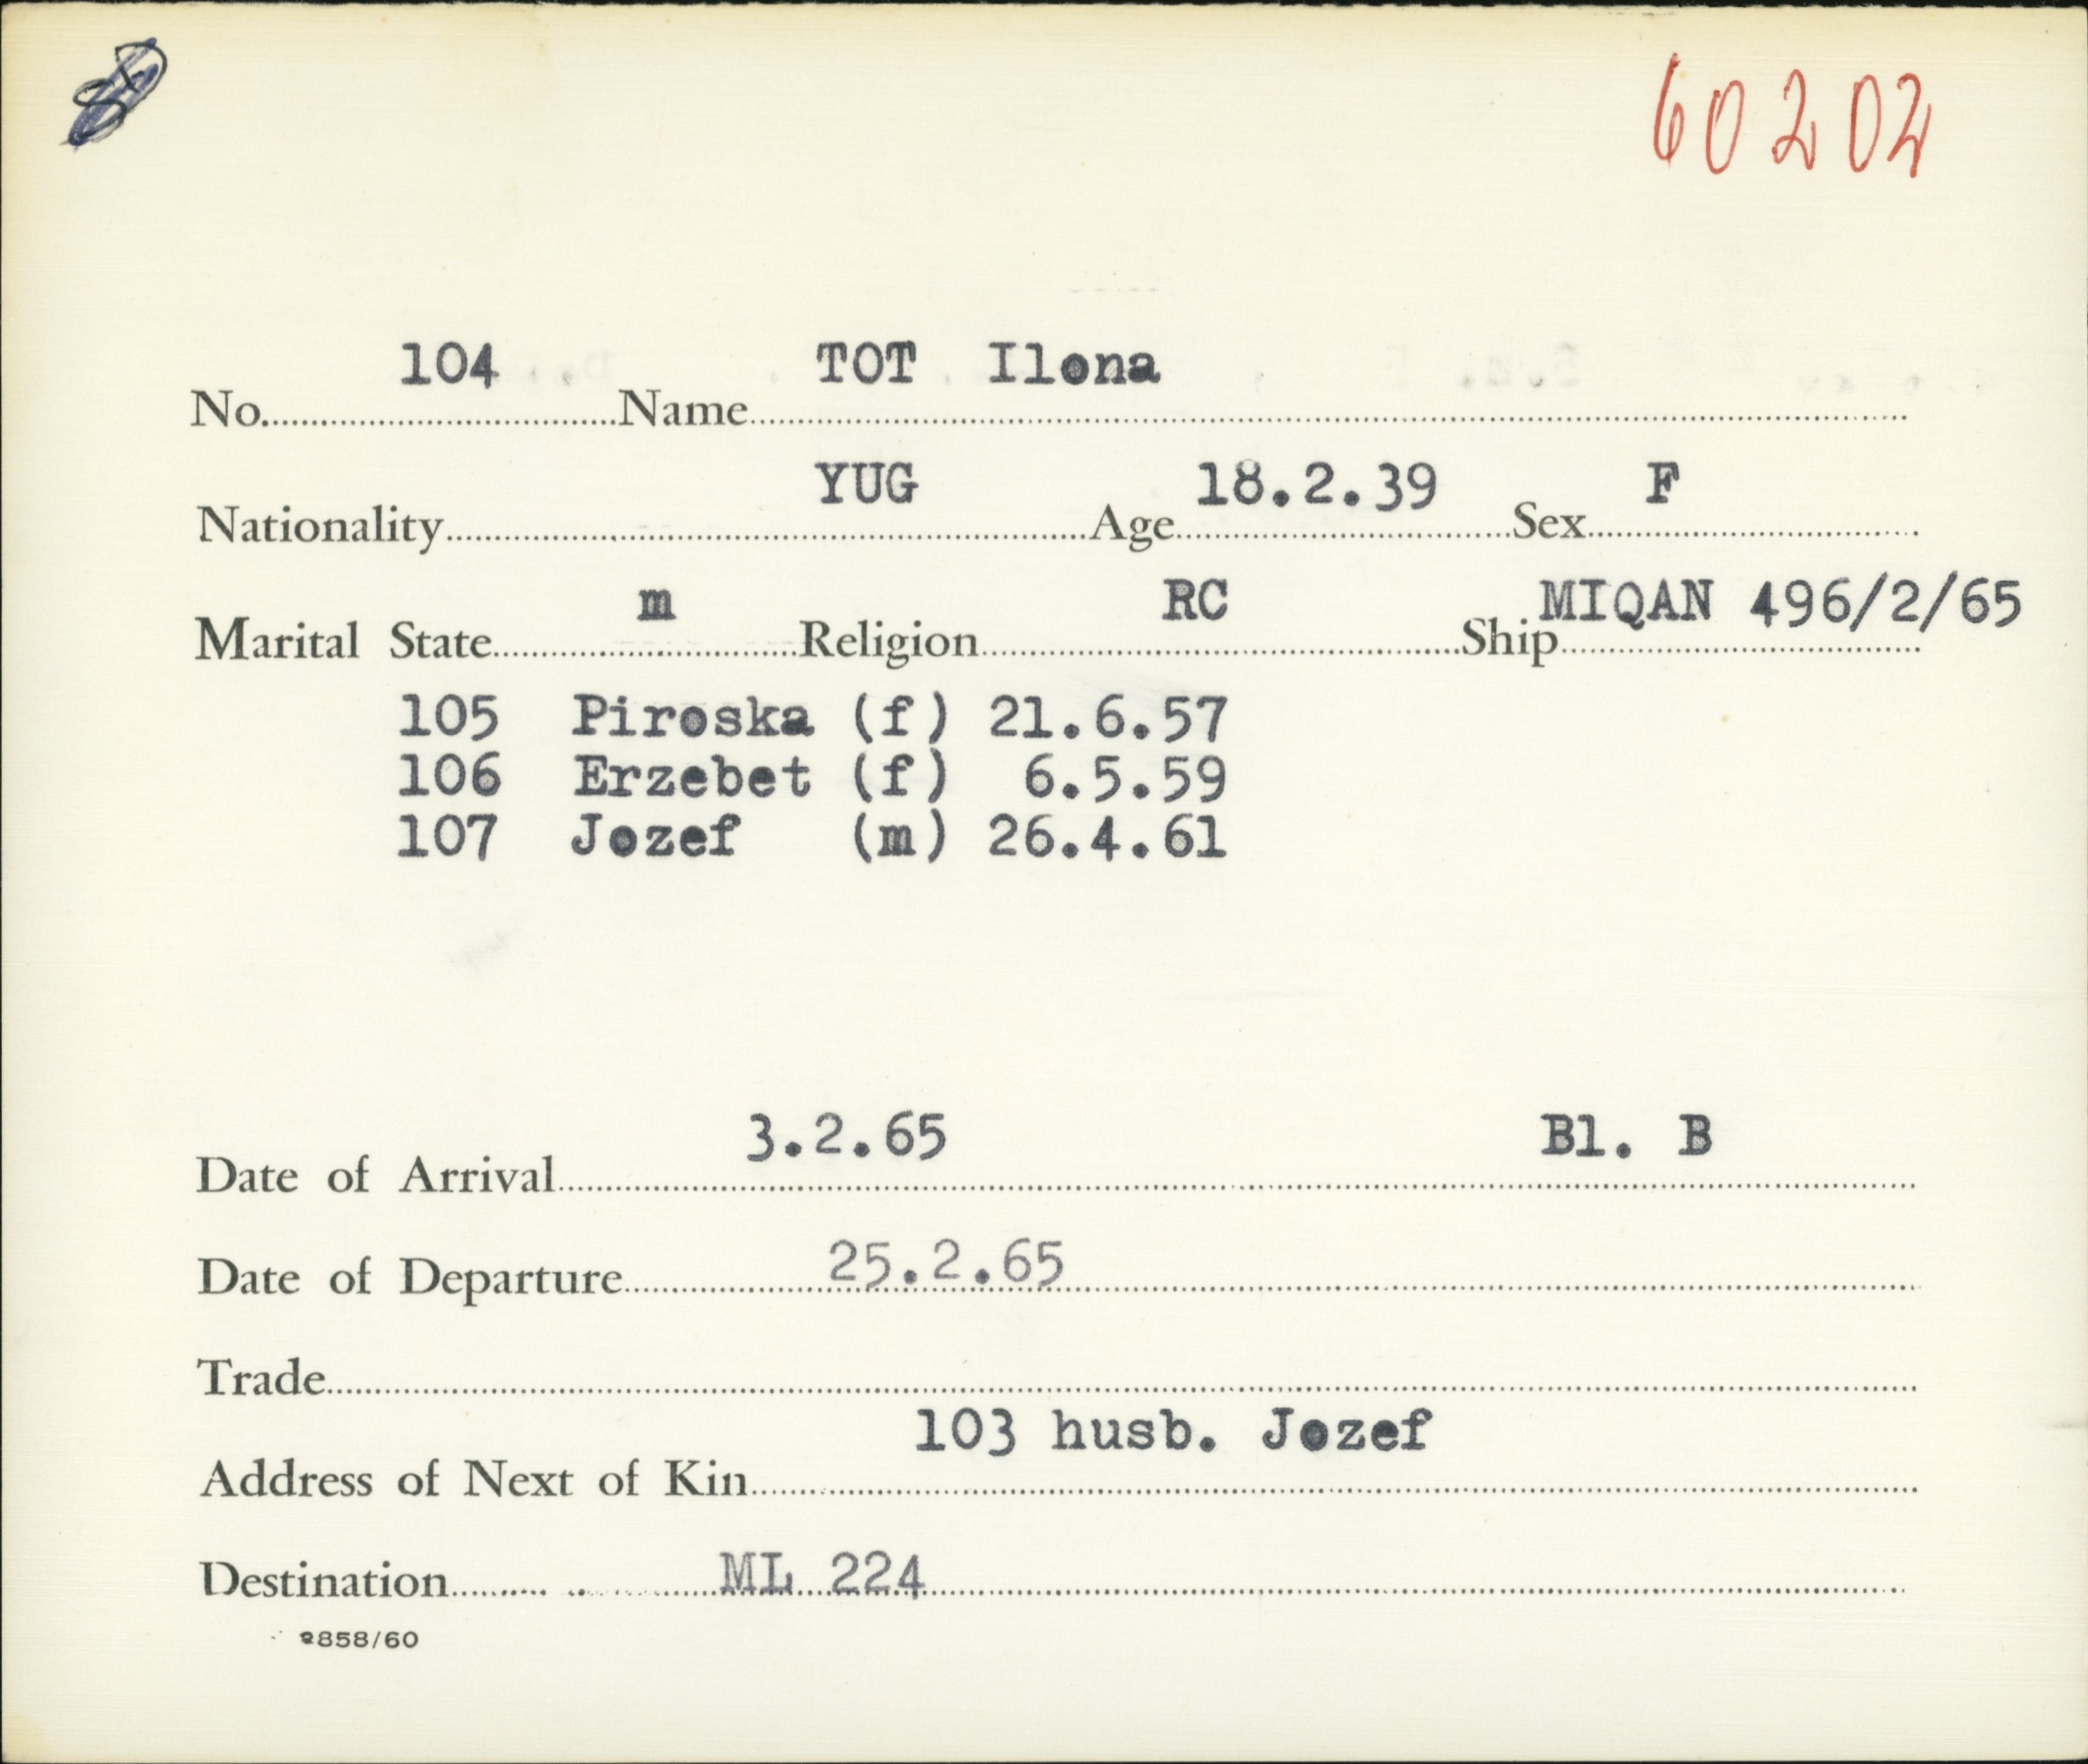 60202
No. 104 Name TOT Ilona
Nationality YUG Age 18.2.39 Sex F
Marital State m Religion RC Ship MIQAN 496/2/65
105 Piroska (f) 21.6.57
106 Erzebet (f) 6.5.59
107 Jozef (m) 26.4.61
Date of Arrival 3.2.65 Bl. B
Date of Departure 25.2.65
Trade
Address of Next of Kin 103 husb. Jozef
Destination ML 224
2858/60